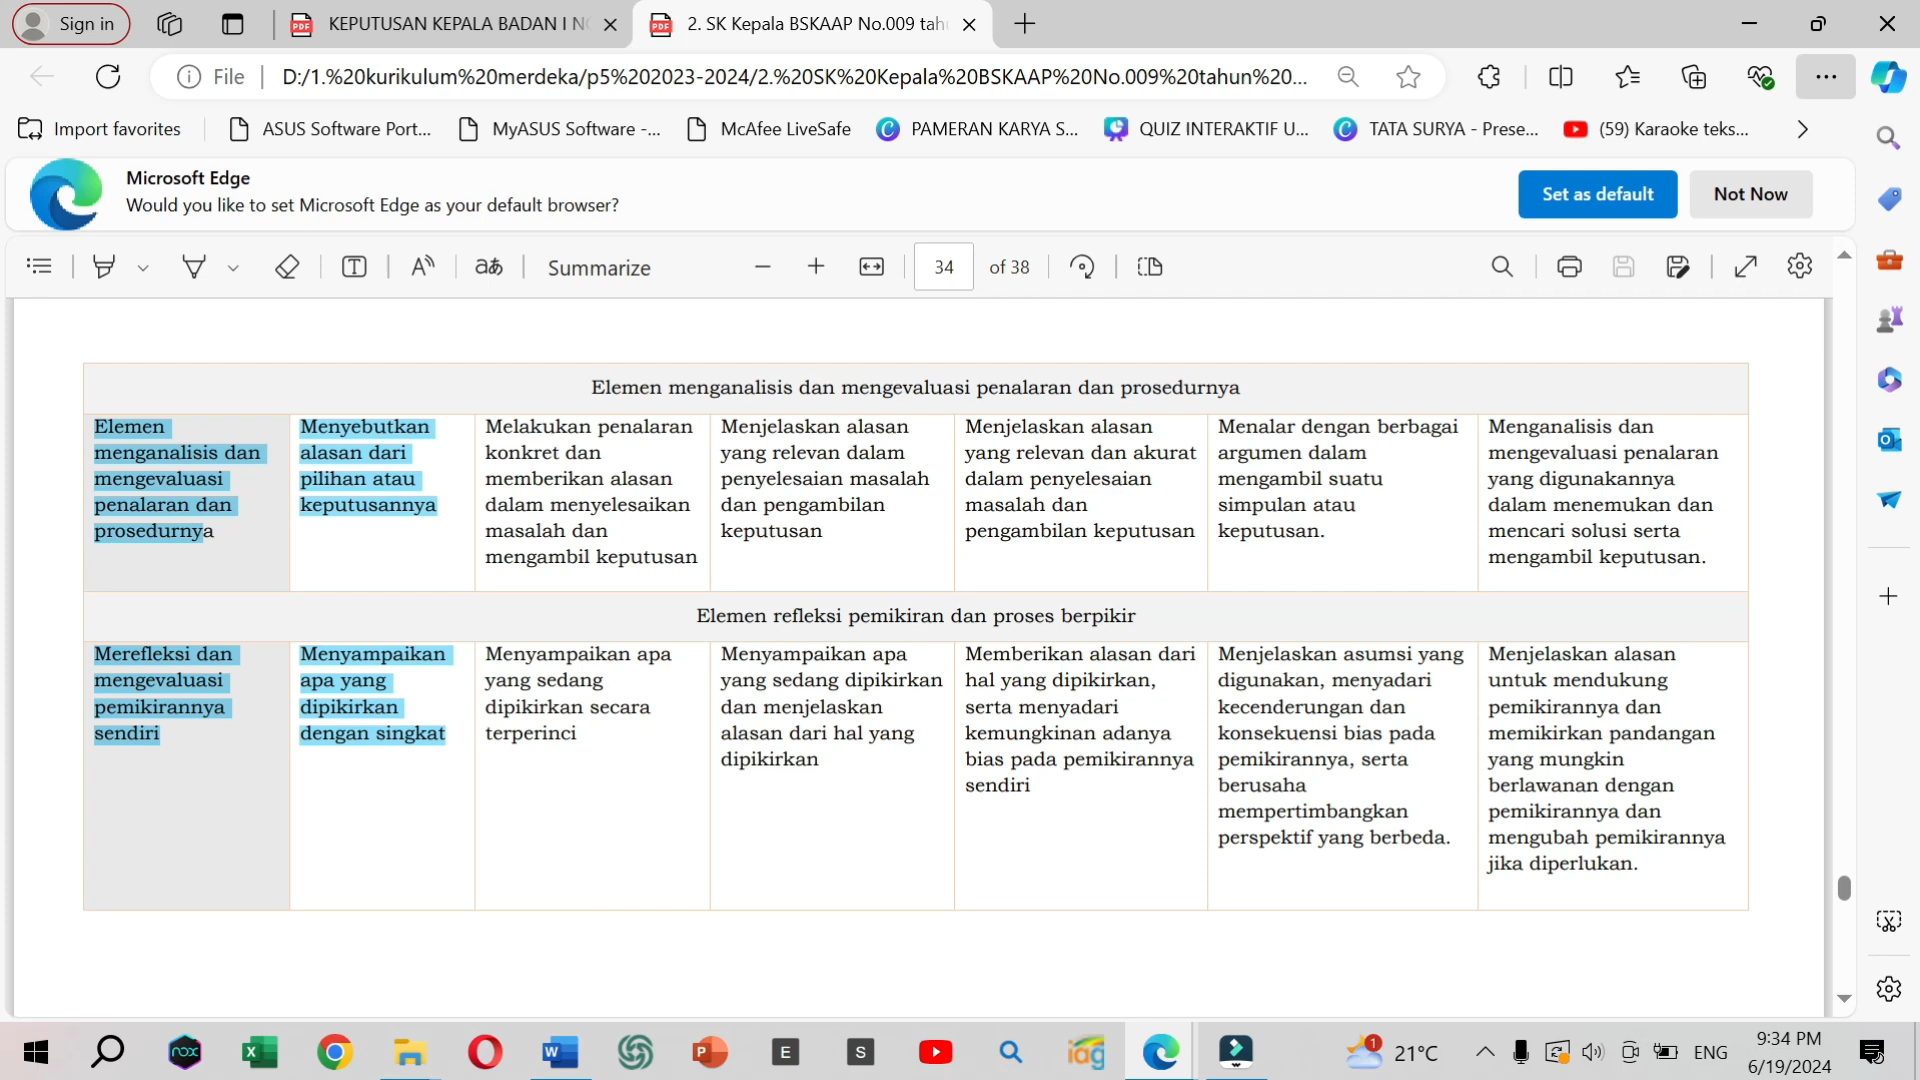 Sign in
KEPUTUSAN KEPALA BADAN I N
2. SK Kepala BSKAAP No.009 tah
File
D:/1.%20kurikulum%20merdeka/p5%202023-2024/2.%20SK%20Kepala%20BSKAAP%20No.009%20tahun%20...
Import favorites
ASUS Software Port...
MyASUS Software -...
McAfee LiveSafe
PAMERAN KARYA S...
QUIZ INTERAKTIF U...
TATA SURYA - Prese...
(59) Karaoke teks...
Microsoft Edge
Would you like to set Microsoft Edge as your default browser?
Set as default
Not Now
Summarize
34
of 38
Elemen menganalisis dan mengevaluasi penalaran dan prosedurnya
Elemen
menganalisis dan
mengevaluasi
penalaran dan
prosedurnya
Menyebutkan
alasan dari
pilihan atau
keputusannya
Melakukan penalaran
konkret dan
memberikan alasan
dalam menyelesaikan
masalah dan
mengambil keputusan
Menjelaskan alasan
yang relevan dalam
penyelesaian masalah
dan pengambilan
keputusan
Menjelaskan alasan
yang relevan dan akurat
dalam penyelesaian
masalah dan
pengambilan keputusan
Menalar dengan berbagai
argumen dalam
mengambil suatu
simpulan atau
keputusan.
Menganalisis dan
mengevaluasi penalaran
yang digunakannya
dalam menemukan dan
mencari solusi serta
mengambil keputusan.
Elemen refleksi pemikiran dan proses berpikir
Merefleksi dan
mengevaluasi
pemikirannya
sendiri
Menyampaikan
apa yang
dipikirkan
dengan singkat
Menyampaikan apa
yang sedang
dipikirkan secara
terperinci
Menyampaikan apa
yang sedang dipikirkan
dan menjelaskan
alasan dari hal yang
dipikirkan
Memberikan alasan dari
hal yang dipikirkan,
serta menyadari
kemungkinan adanya
bias pada pemikirannya
sendiri
Menjelaskan asumsi yang
digunakan, menyadari
kecenderungan dan
konsekuensi bias pada
pemikirannya, serta
berusaha
mempertimbangkan
perspektif yang berbeda.
Menjelaskan alasan
untuk mendukung
pemikirannya dan
memikirkan pandangan
yang mungkin
berlawanan dengan
pemikirannya dan
mengubah pemikirannya
jika diperlukan.
21°C
ENG
9:34 PM
6/19/2024